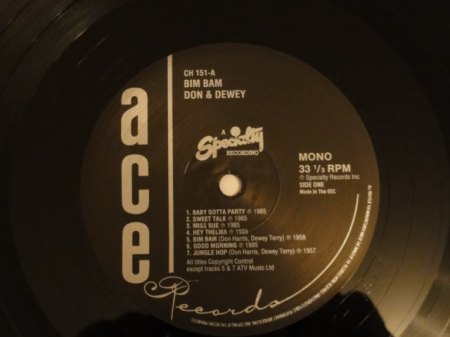 ace
Records
CH 151-A
BIM BAM
DON & DEWEY
A
Specialty
RECORDING
MONO
33 1/3 RPM
℗ Specialty Records Inc
SIDE ONE
Made In The EEC
1. BABY GOTTA PARTY ℗ 1985
2. SWEET TALK ℗ 1985
3. MISS SUE ℗ 1985
4. HEY THELMA ℗ 1985
5. BIM BAM (Don Harris, Dewey Terry) ℗ 1958
6. GOOD MORNING ℗ 1985
7. JUNGLE HOP (Don Harris, Dewey Terry) ℗ 1957
All titles Copyright Control
except tracks 5 & 7 ATV Music Ltd